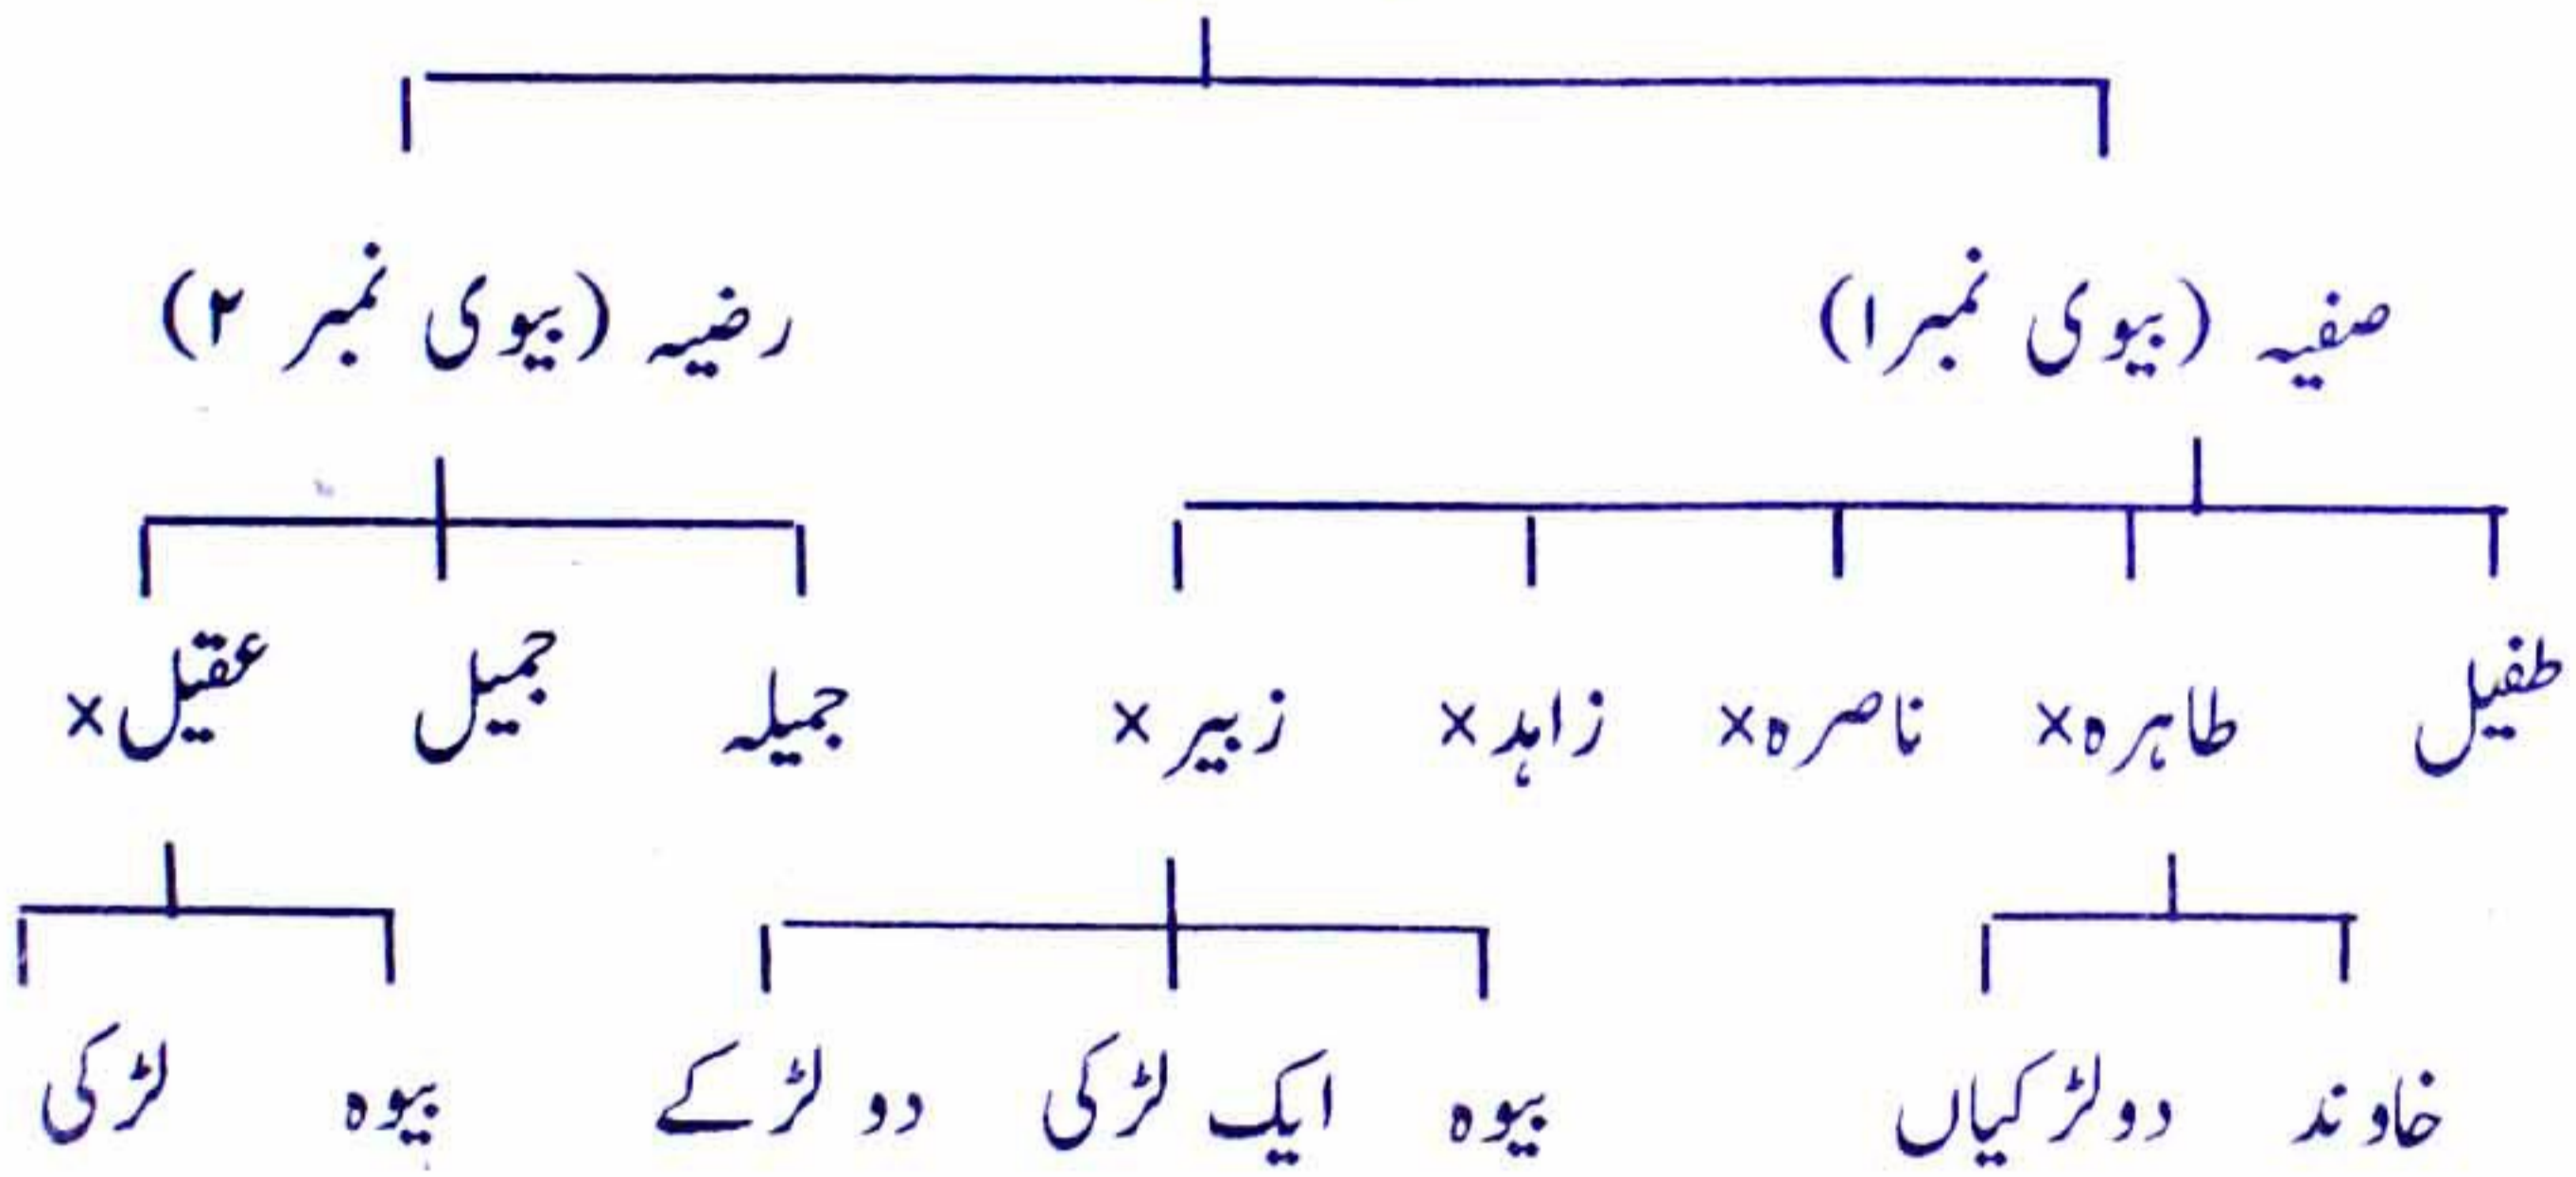 صفیہ (بیوی نمبر ۱) رضیہ (بیوی نمبر ۲)
طفیل طاہرہ× ناصرہ× زاہد× زبیر× جمیلہ جمیل عقیل×
خاوند دو لڑکیاں بیوہ ایک لڑکی دو لڑکے بیوہ لڑکی